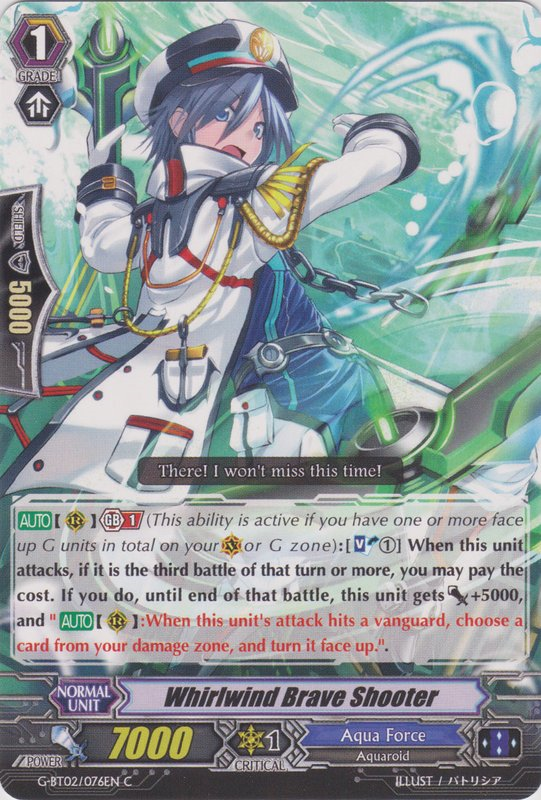 1
GRADE
SHIELD
5000
There! I won't miss this time!
AUTO【 R 】GB 1 (This ability is active if you have one or more face
up G units in total on your V or G zone):[V ①] When this unit
attacks, if it is the third battle of that turn or more, you may pay the
cost. If you do, until end of that battle, this unit gets +5000,
and " AUTO【 R 】:When this unit's attack hits a vanguard, choose a
card from your damage zone, and turn it face up.".
NORMAL
UNIT
Whirlwind Brave Shooter
POWER
7000
1
CRITICAL
Aqua Force
Aquaroid
G-BT02/076EN C
ILLUST / パトリシア